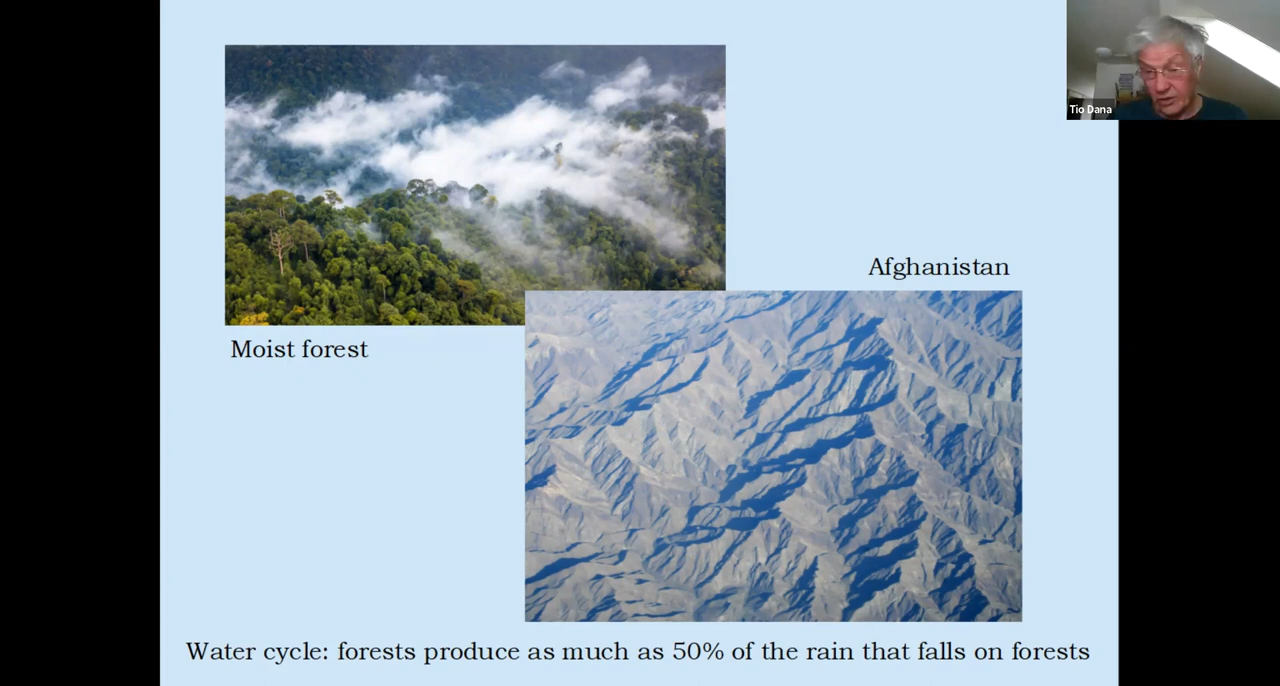 Tio Dana
Afghanistan
Moist forest
Water cycle: forests produce as much as 50% of the rain that falls on forests